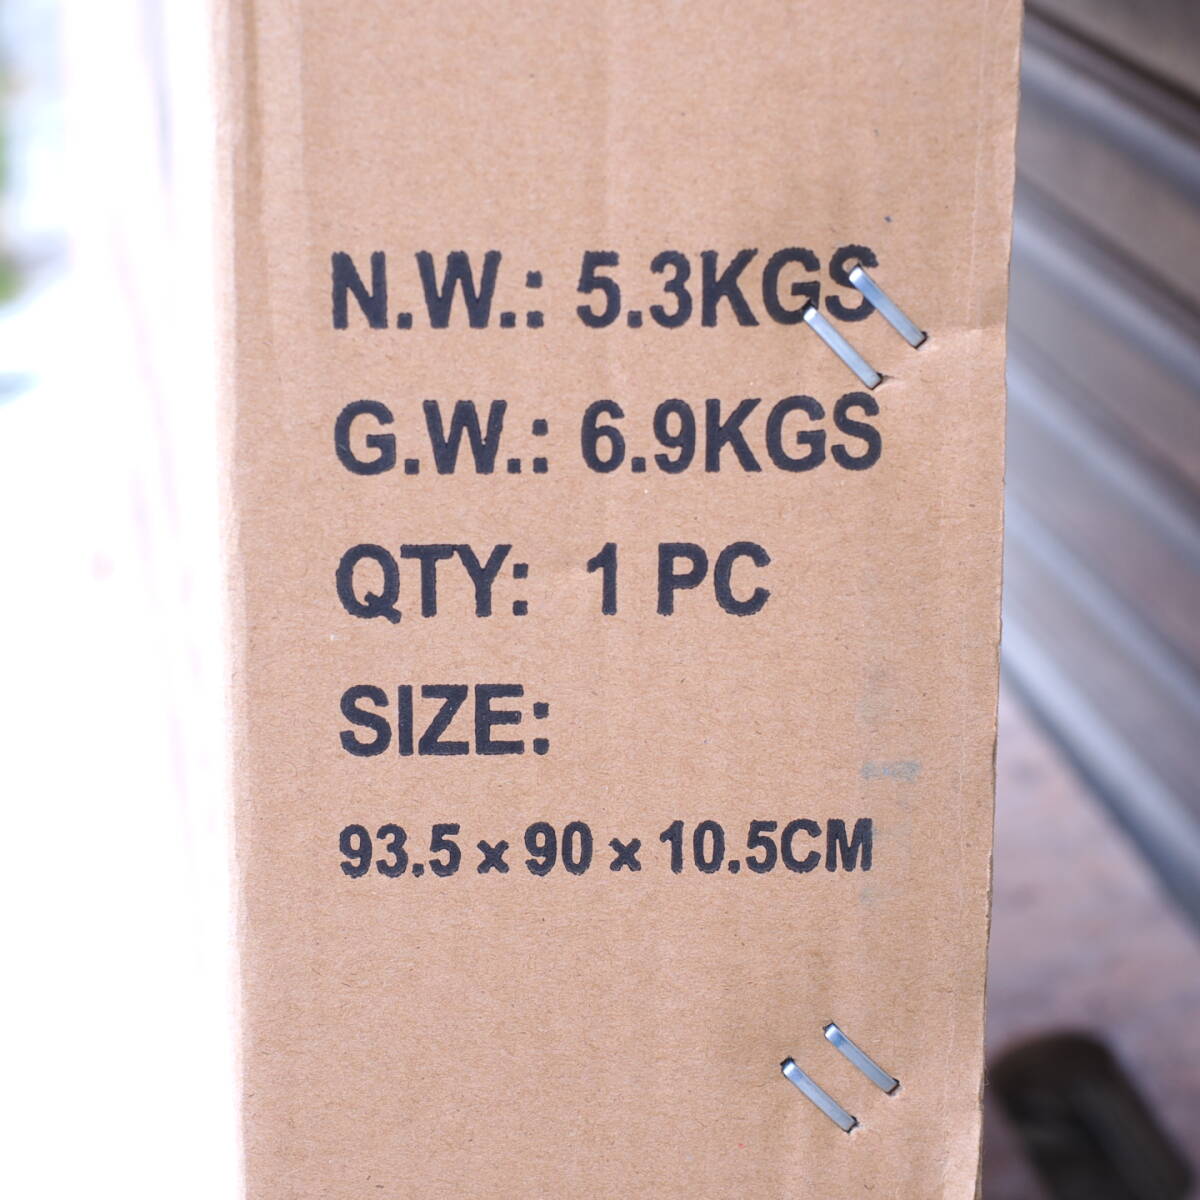 N.W.: 5.3KGS
G.W.: 6.9KGS
QTY: 1 PC
SIZE:
93.5 x 90 x 10.5CM